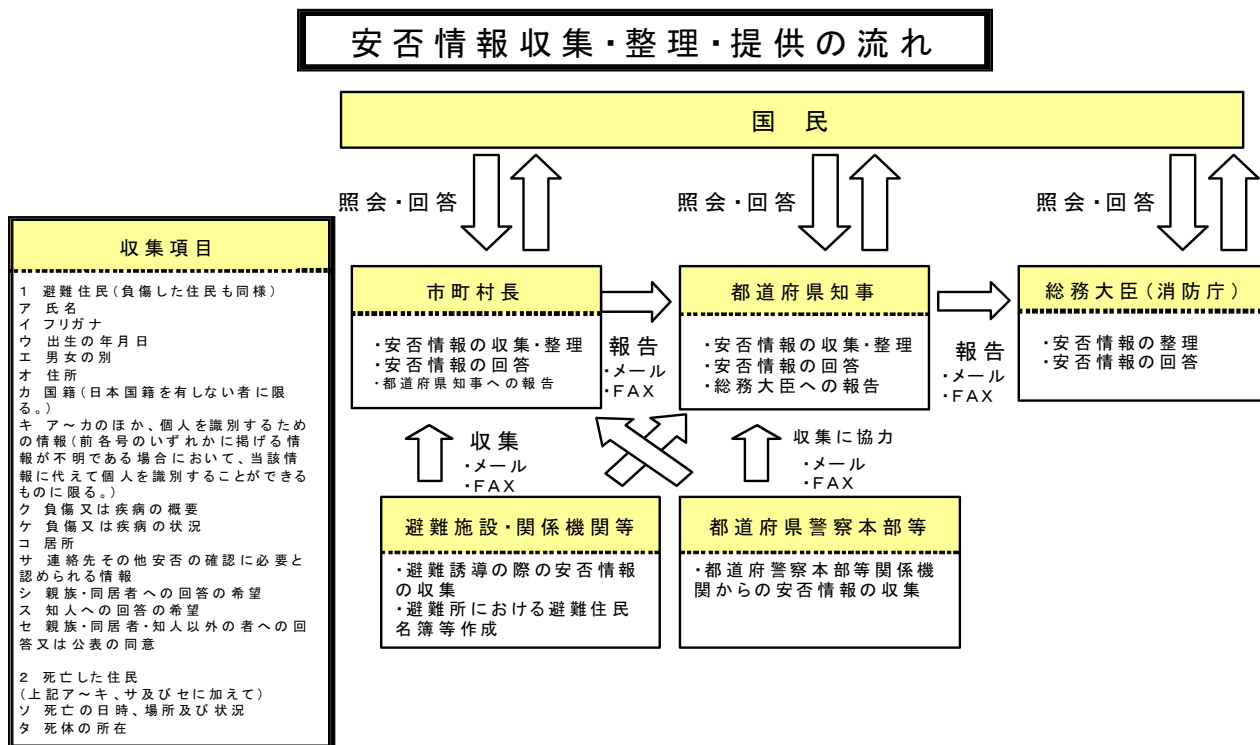 安否情報収集・整理・提供の流れ
国 民
照会・回答
照会・回答
照会・回答
収集項目
1 避難住民(負傷した住民も同様)
ア 氏名
イ フリガナ
ウ 出生の年月日
エ 男女の別
オ 住所
カ 国籍(日本国籍を有しない者に限
る。)
キ ア～カのほか、個人を識別するため
の情報(前各号のいずれかに掲げる情
報が不明である場合において、当該情
報に代えて個人を識別することができる
ものに限る。)
ク 負傷又は疾病の概要
ケ 負傷又は疾病の状況
コ 居所
サ 連絡先その他安否の確認に必要と
認められる情報
シ 親族・同居者への回答の希望
ス 知人への回答の希望
セ 親族・同居者・知人以外の者への回
答又は公表の同意
2 死亡した住民
(上記ア～キ、サ及びセに加えて)
ソ 死亡の日時、場所及び状況
タ 死体の所在
市町村長
・安否情報の収集・整理
・安否情報の回答
・都道府県知事への報告
報告
・メール
・FAX
都道府県知事
・安否情報の収集・整理
・安否情報の回答
・総務大臣への報告
報告
・メール
・FAX
総務大臣(消防庁)
・安否情報の整理
・安否情報の回答
収集
・メール
・FAX
収集に協力
・メール
・FAX
避難施設・関係機関等
・避難誘導の際の安否情報
の収集
・避難所における避難住民
名簿等作成
都道府県警察本部等
・都道府警察本部等関係機
関からの安否情報の収集